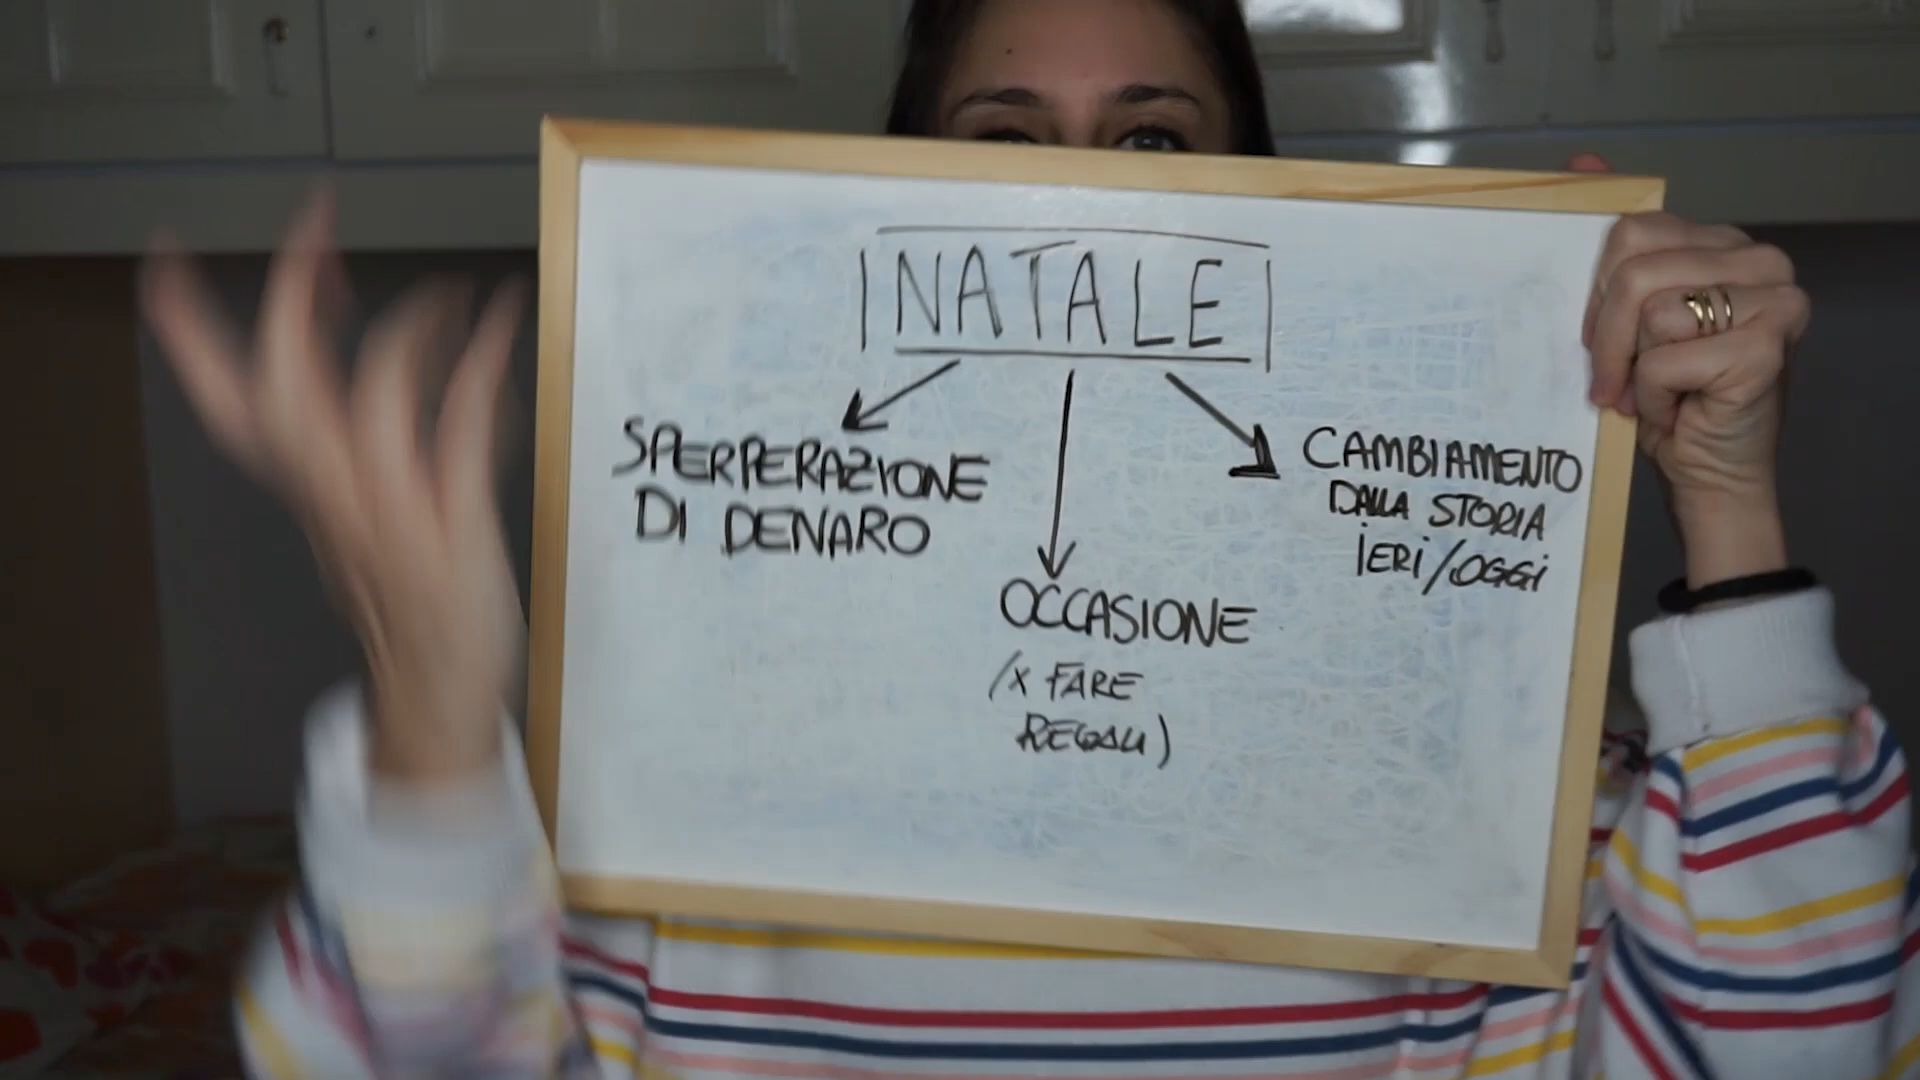 NATALE
SPERPERAZIONE
DI DENARO
OCCASIONE
(X FARE
REGALI)
CAMBIAMENTO
DALLA STORIA
IERI/OGGI